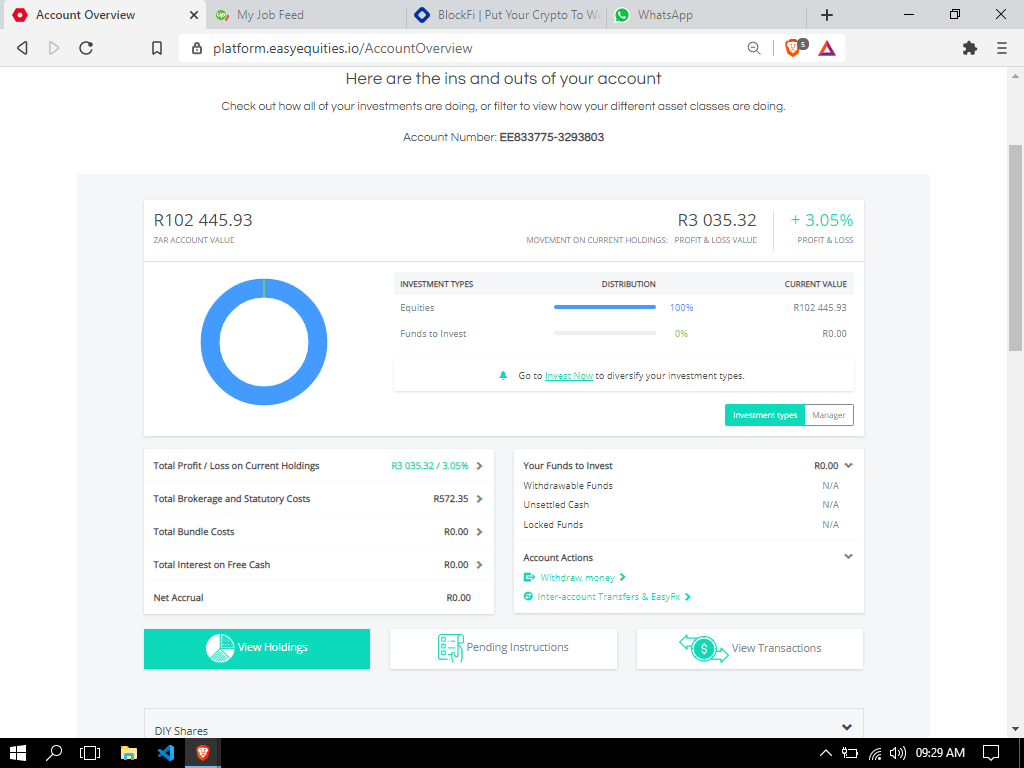 Account Overview
My Job Feed
BlockFi | Put Your Crypto To Wo
WhatsApp
platform.easyequities.io/AccountOverview
5
Here are the ins and outs of your account
Check out how all of your investments are doing, or filter to view how your different asset classes are doing.
Account Number: EE833775-3293803
R102 445.93
R3 035.32
+ 3.05%
ZAR ACCOUNT VALUE
MOVEMENT ON CURRENT HOLDINGS: PROFIT & LOSS VALUE
PROFIT & LOSS
INVESTMENT TYPES DISTRIBUTION CURRENT VALUE
Equities 100% R102 445.93
Funds to Invest 0% R0.00
Go to Invest Now to diversify your investment types.
Investment types Manager
Total Profit / Loss on Current Holdings R3 035.32 / 3.05%
Total Brokerage and Statutory Costs R572.35
Total Bundle Costs R0.00
Total Interest on Free Cash R0.00
Net Accrual R0.00
Your Funds to Invest R0.00
Withdrawable Funds N/A
Unsettled Cash N/A
Locked Funds N/A
Account Actions
Withdraw money
Inter-account Transfers & EasyFx
View Holdings
Pending Instructions
$
View Transactions
DIY Shares
09:29 AM